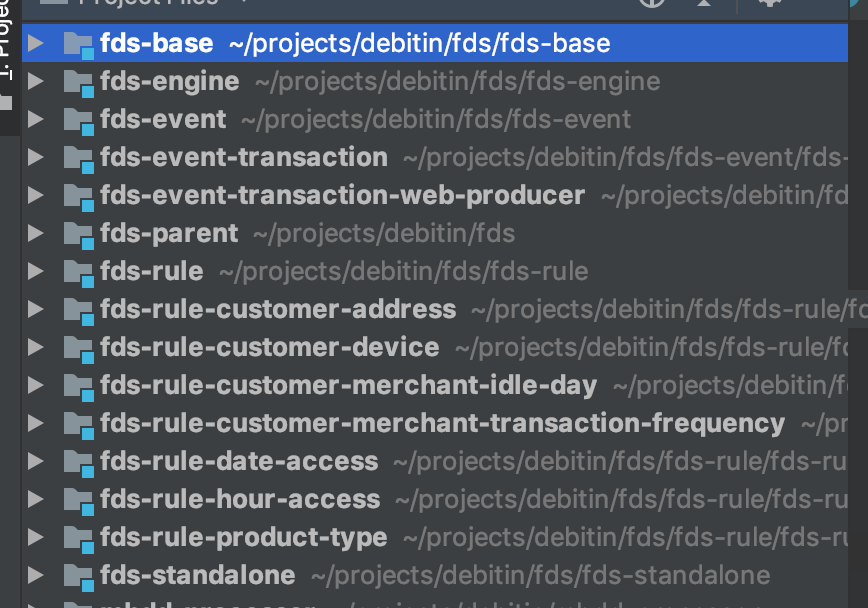 Project Files
1: Project
fds-base ~/projects/debitin/fds/fds-base
fds-engine ~/projects/debitin/fds/fds-engine
fds-event ~/projects/debitin/fds/fds-event
fds-event-transaction ~/projects/debitin/fds/fds-event/fds-
fds-event-transaction-web-producer ~/projects/debitin/fd
fds-parent ~/projects/debitin/fds
fds-rule ~/projects/debitin/fds/fds-rule
fds-rule-customer-address ~/projects/debitin/fds/fds-rule/fd
fds-rule-customer-device ~/projects/debitin/fds/fds-rule/fd
fds-rule-customer-merchant-idle-day ~/projects/debitin/f
fds-rule-customer-merchant-transaction-frequency ~/pr
fds-rule-date-access ~/projects/debitin/fds/fds-rule/fds-ru
fds-rule-hour-access ~/projects/debitin/fds/fds-rule/fds-ru
fds-rule-product-type ~/projects/debitin/fds/fds-rule/fds-ru
fds-standalone ~/projects/debitin/fds/fds-standalone